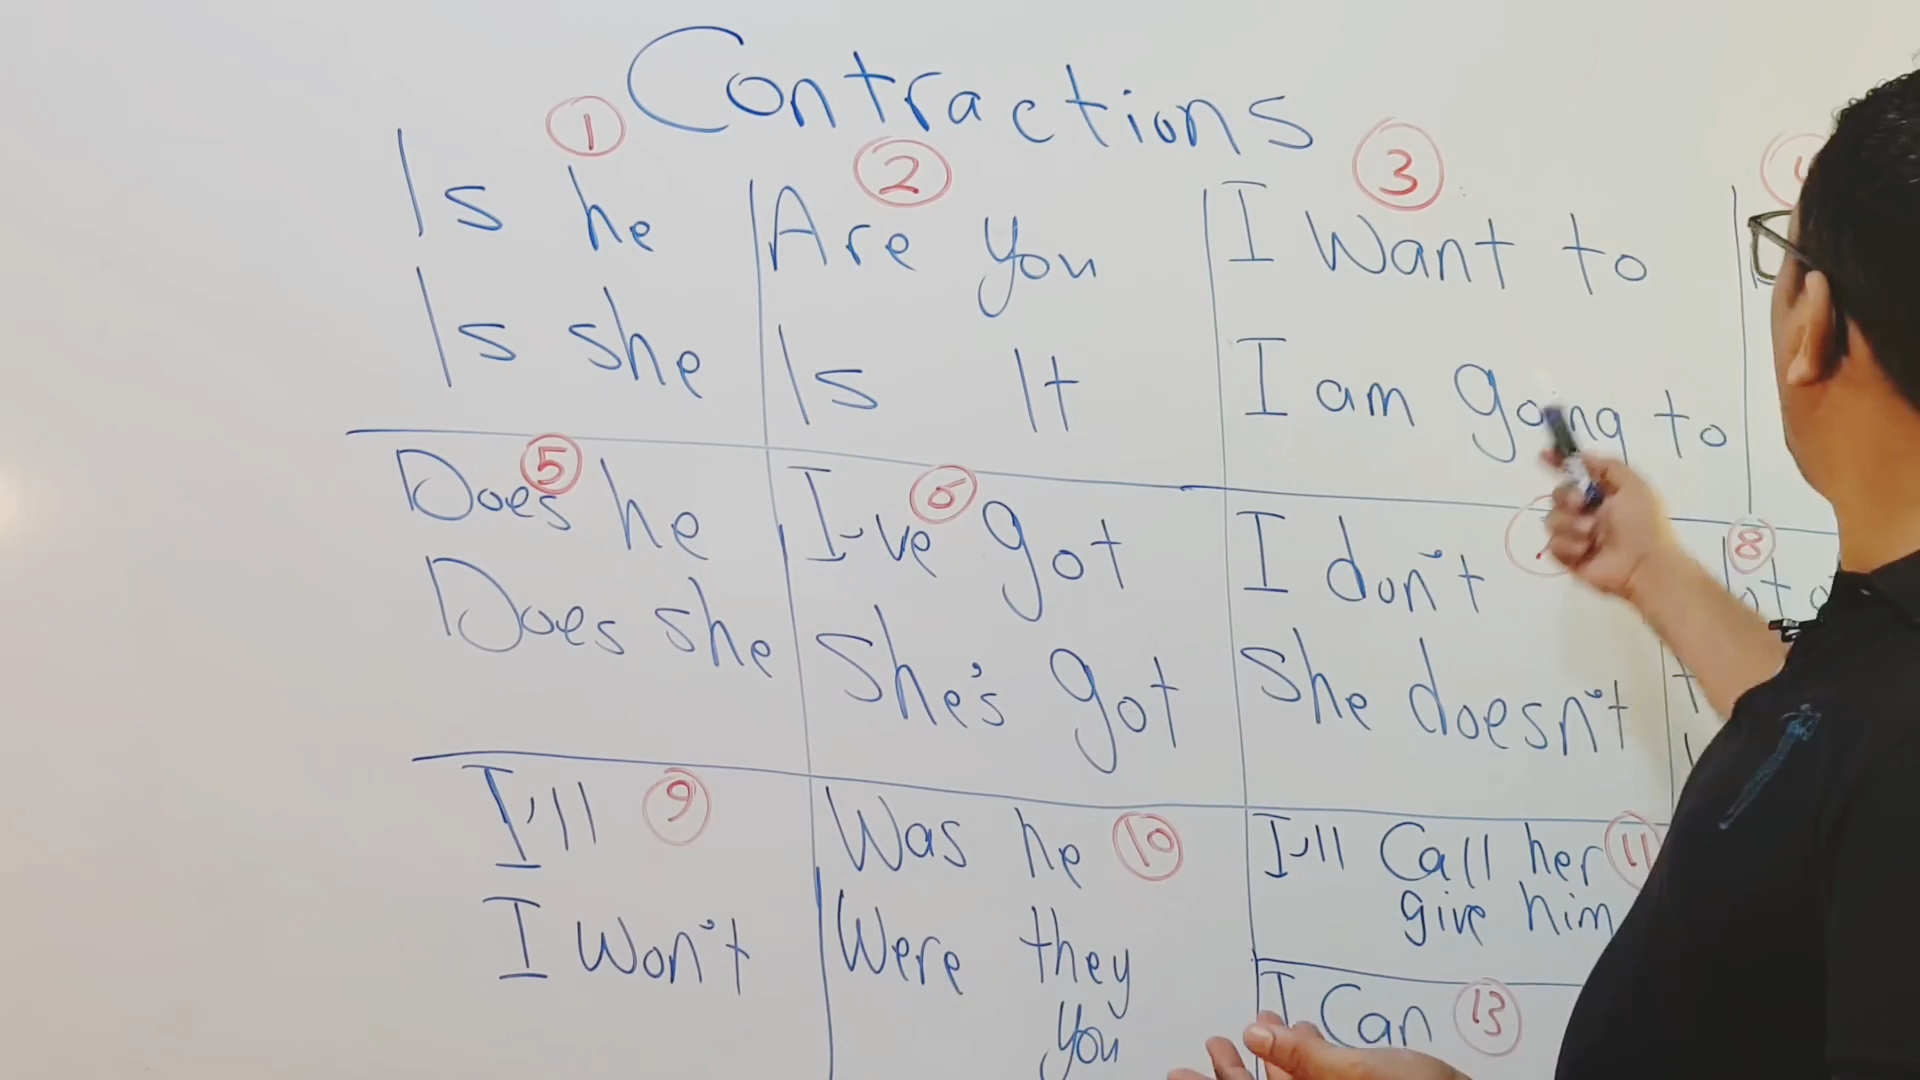 Contractions
1
Is he
Is she
2
Are you
Is It
3
I Want to
I am going to
5
Does he
Does she
6
I've got
She's got
I don't
She doesn't
8
9
I'll
I Won't
10
Was he
Were they
you
11
I'll Call her
give him
13
I Can